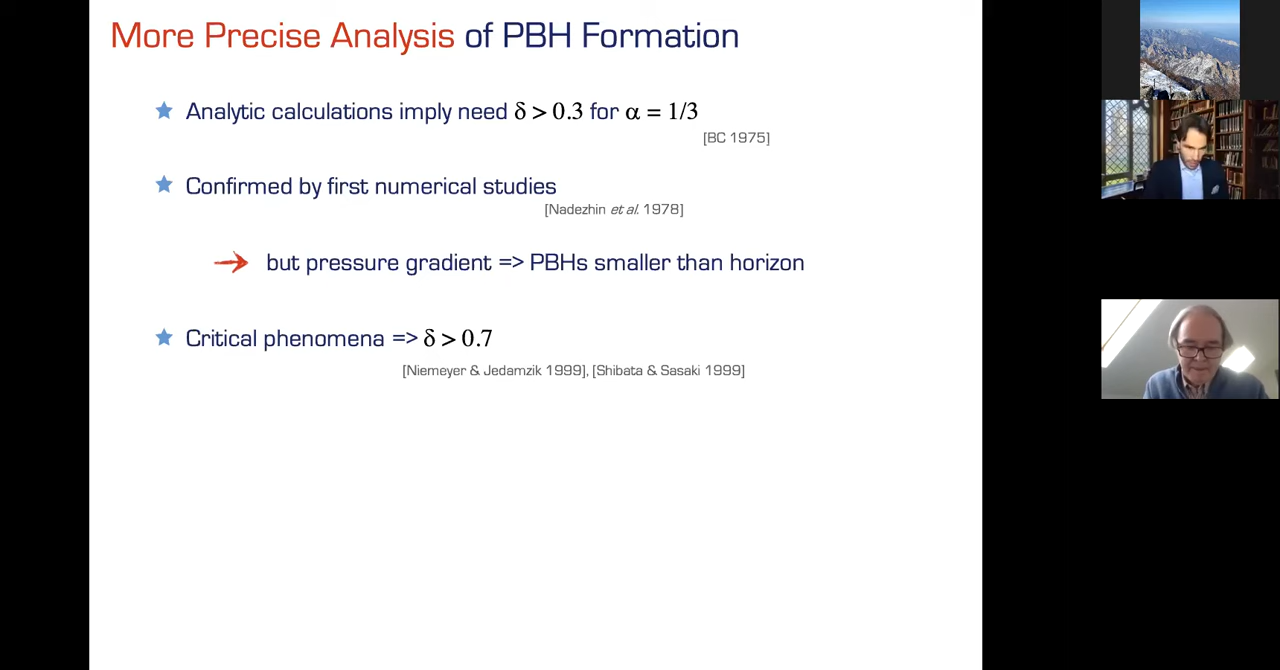 More Precise Analysis of PBH Formation
Analytic calculations imply need δ > 0.3 for α = 1/3
[BC 1975]
Confirmed by first numerical studies
[Nadezhin et al. 1978]
but pressure gradient => PBHs smaller than horizon
Critical phenomena => δ > 0.7
[Niemeyer & Jedamzik 1999], [Shibata & Sasaki 1999]